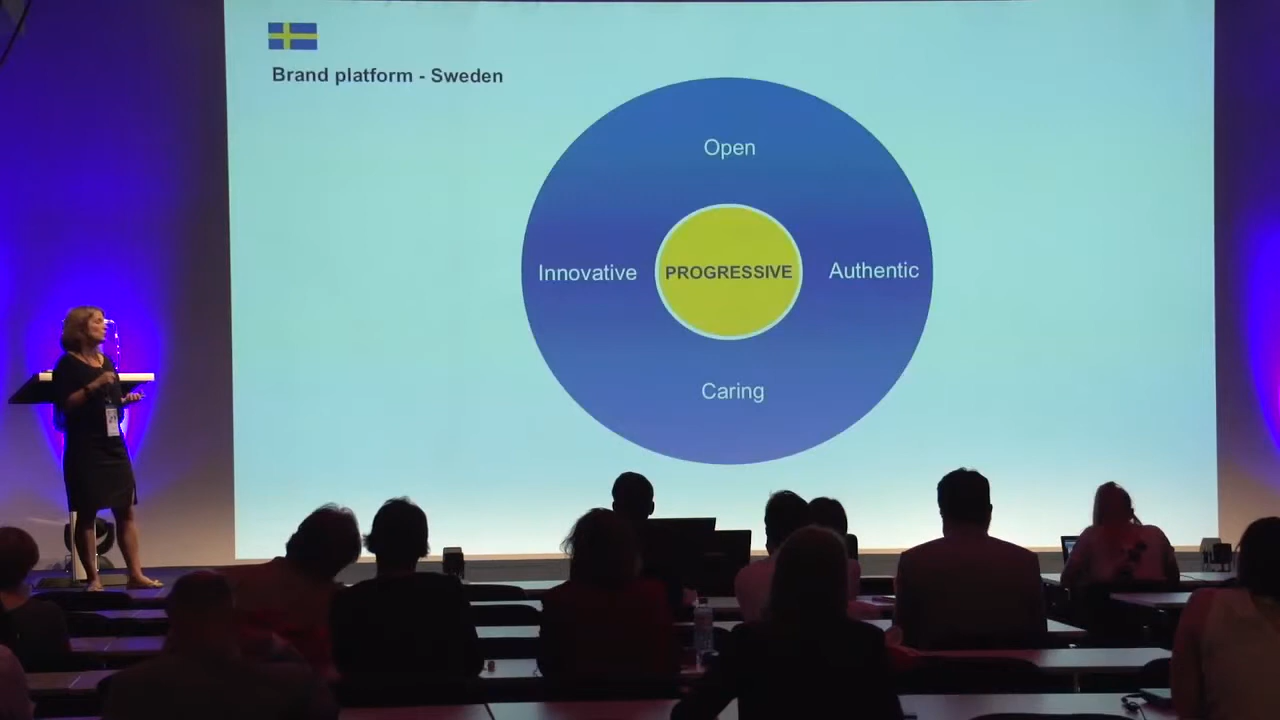 Brand platform - Sweden
Open
Innovative
PROGRESSIVE
Authentic
Caring